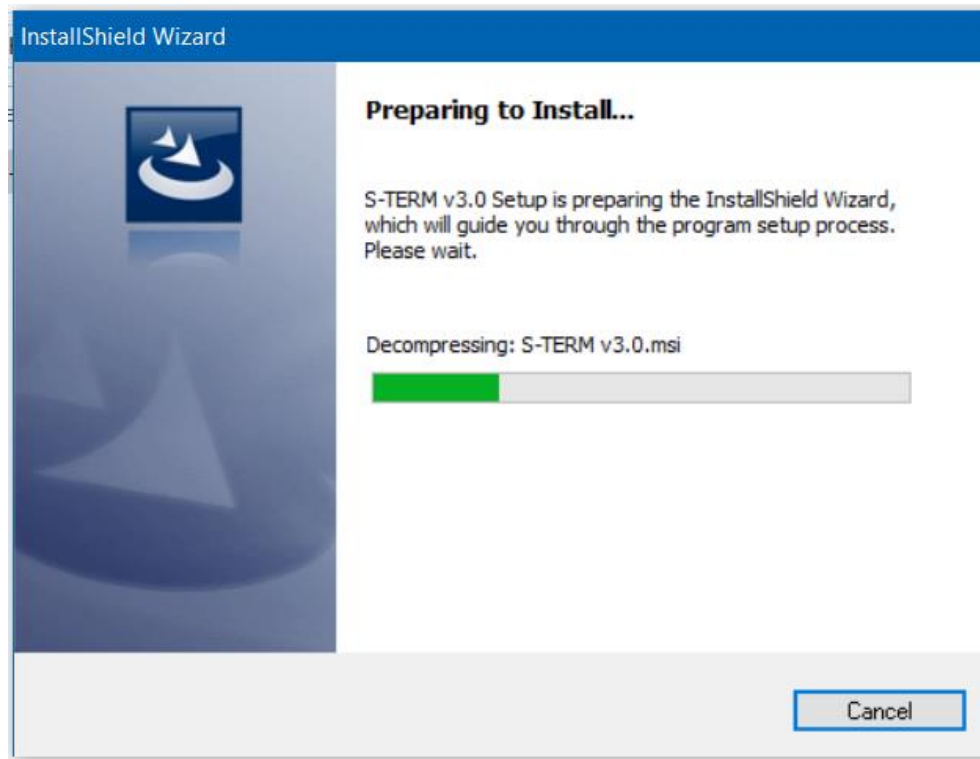 InstallShield Wizard
Preparing to Install...
S-TERM v3.0 Setup is preparing the InstallShield Wizard,
which will guide you through the program setup process.
Please wait.
Decompressing: S-TERM v3.0.msi
Cancel